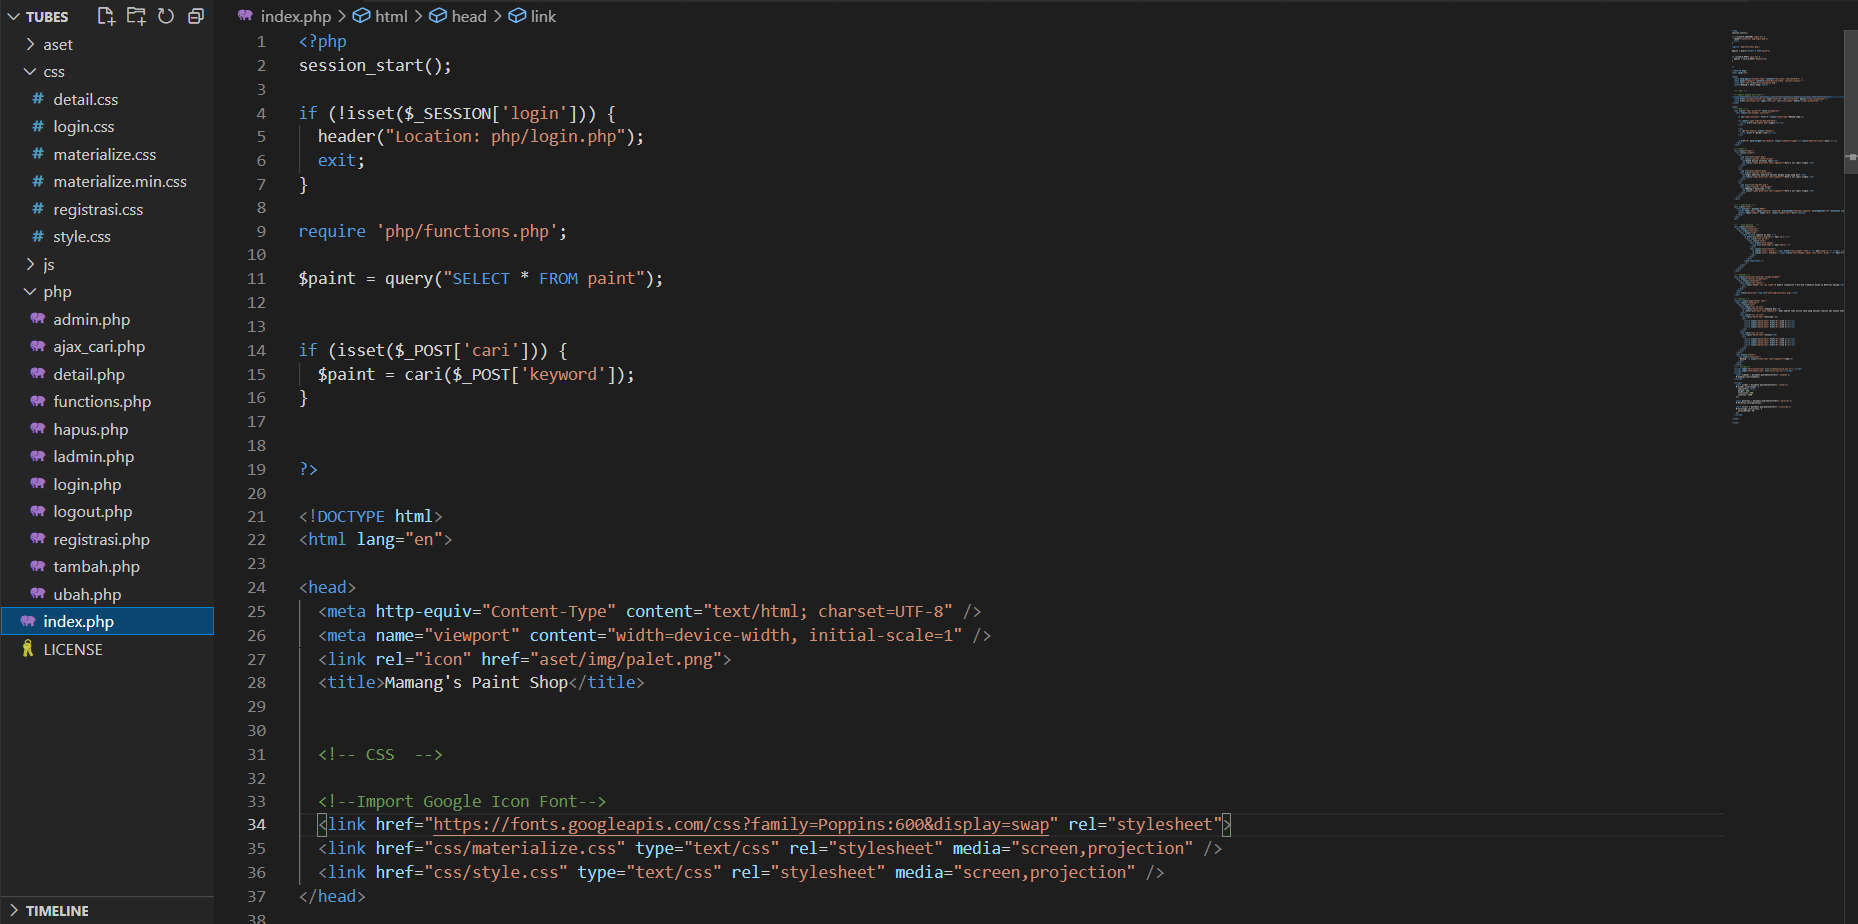 TUBES
aset
css
# detail.css
# login.css
# materialize.css
# materialize.min.css
# registrasi.css
# style.css
js
php
admin.php
ajax_cari.php
detail.php
functions.php
hapus.php
ladmin.php
login.php
logout.php
registrasi.php
tambah.php
ubah.php
index.php
LICENSE
TIMELINE
index.php > html > head > link
1 <?php
2 session_start();
3
4 if (!isset($_SESSION['login'])) {
5 header("Location: php/login.php");
6 exit;
7 }
8
9 require 'php/functions.php';
10
11 $paint = query("SELECT * FROM paint");
12
13
14 if (isset($_POST['cari'])) {
15 $paint = cari($_POST['keyword']);
16 }
17
18
19 ?>
20
21 <!DOCTYPE html>
22 <html lang="en">
23
24 <head>
25 <meta http-equiv="Content-Type" content="text/html; charset=UTF-8" />
26 <meta name="viewport" content="width=device-width, initial-scale=1" />
27 <link rel="icon" href="aset/img/palet.png">
28 <title>Mamang's Paint Shop</title>
29
30
31 <!-- CSS  -->
32
33 <!--Import Google Icon Font-->
34 <link href="https://fonts.googleapis.com/css?family=Poppins:600&display=swap" rel="stylesheet">
35 <link href="css/materialize.css" type="text/css" rel="stylesheet" media="screen,projection" />
36 <link href="css/style.css" type="text/css" rel="stylesheet" media="screen,projection" />
37 </head>
38